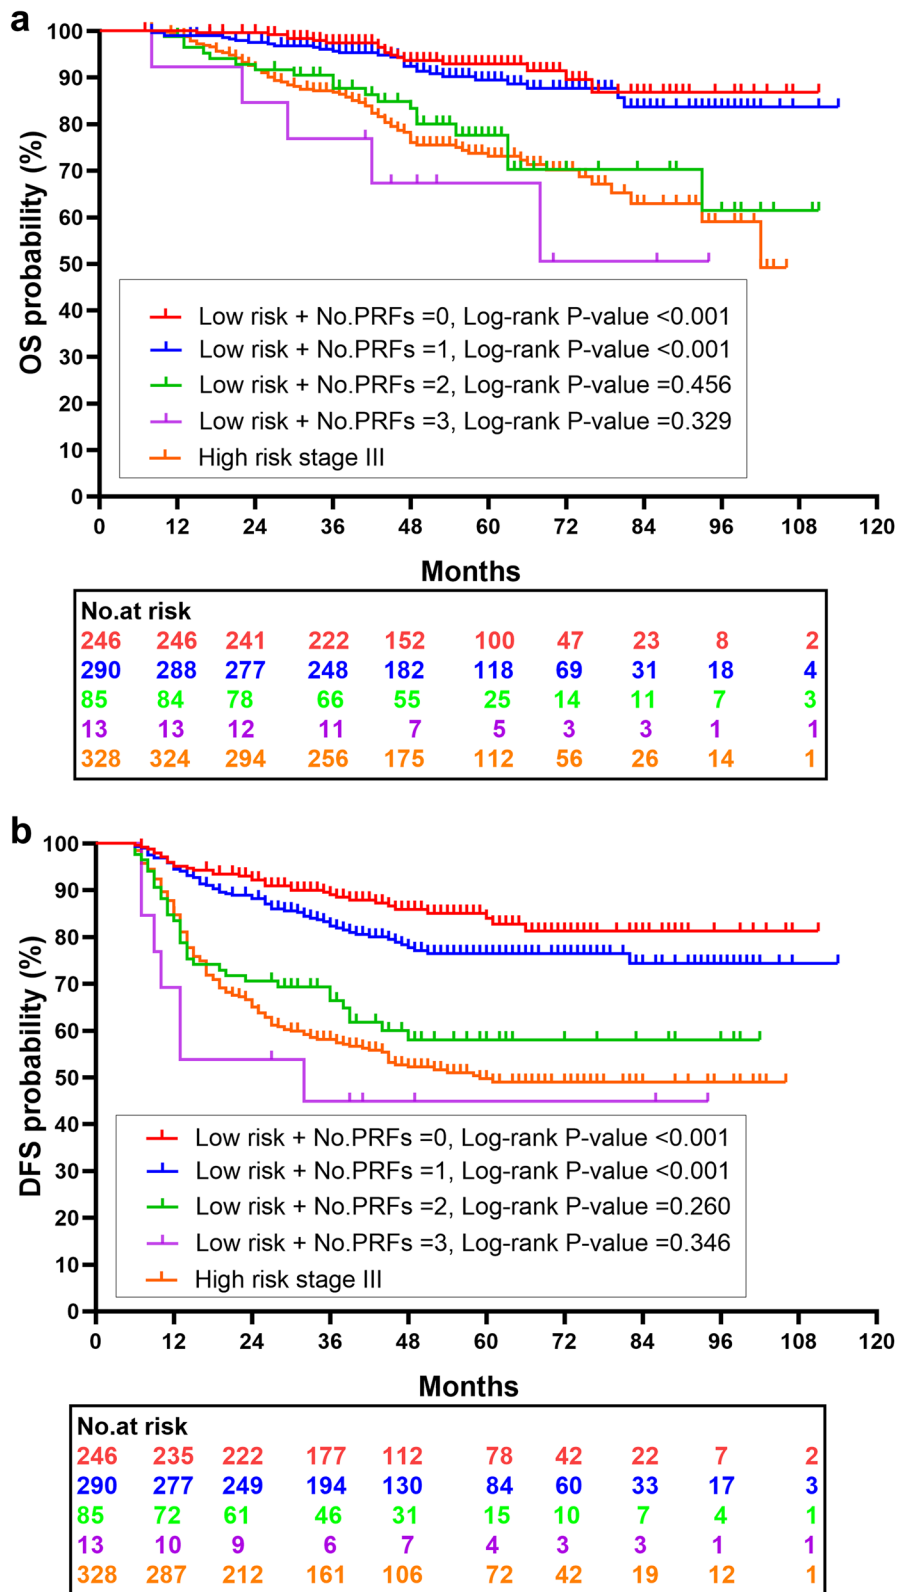 a
100
90
80
70
60
50
40
30
20
10
0
OS probability (%)
Low risk + No.PRFs =0, Log-rank P-value <0.001
Low risk + No.PRFs =1, Log-rank P-value <0.001
Low risk + No.PRFs =2, Log-rank P-value =0.456
Low risk + No.PRFs =3, Log-rank P-value =0.329
High risk stage III
0 12 24 36 48 60 72 84 96 108 120
Months
No.at risk
246 246 241 222 152 100 47 23 8 2
290 288 277 248 182 118 69 31 18 4
85 84 78 66 55 25 14 11 7 3
13 13 12 11 7 5 3 3 1 1
328 324 294 256 175 112 56 26 14 1
b
100
90
80
70
60
50
40
30
20
10
0
DFS probability (%)
Low risk + No.PRFs =0, Log-rank P-value <0.001
Low risk + No.PRFs =1, Log-rank P-value <0.001
Low risk + No.PRFs =2, Log-rank P-value =0.260
Low risk + No.PRFs =3, Log-rank P-value =0.346
High risk stage III
0 12 24 36 48 60 72 84 96 108 120
Months
No.at risk
246 235 222 177 112 78 42 22 7 2
290 277 249 194 130 84 60 33 17 3
85 72 61 46 31 15 10 7 4 1
13 10 9 6 7 4 3 3 1 1
328 287 212 161 106 72 42 19 12 1